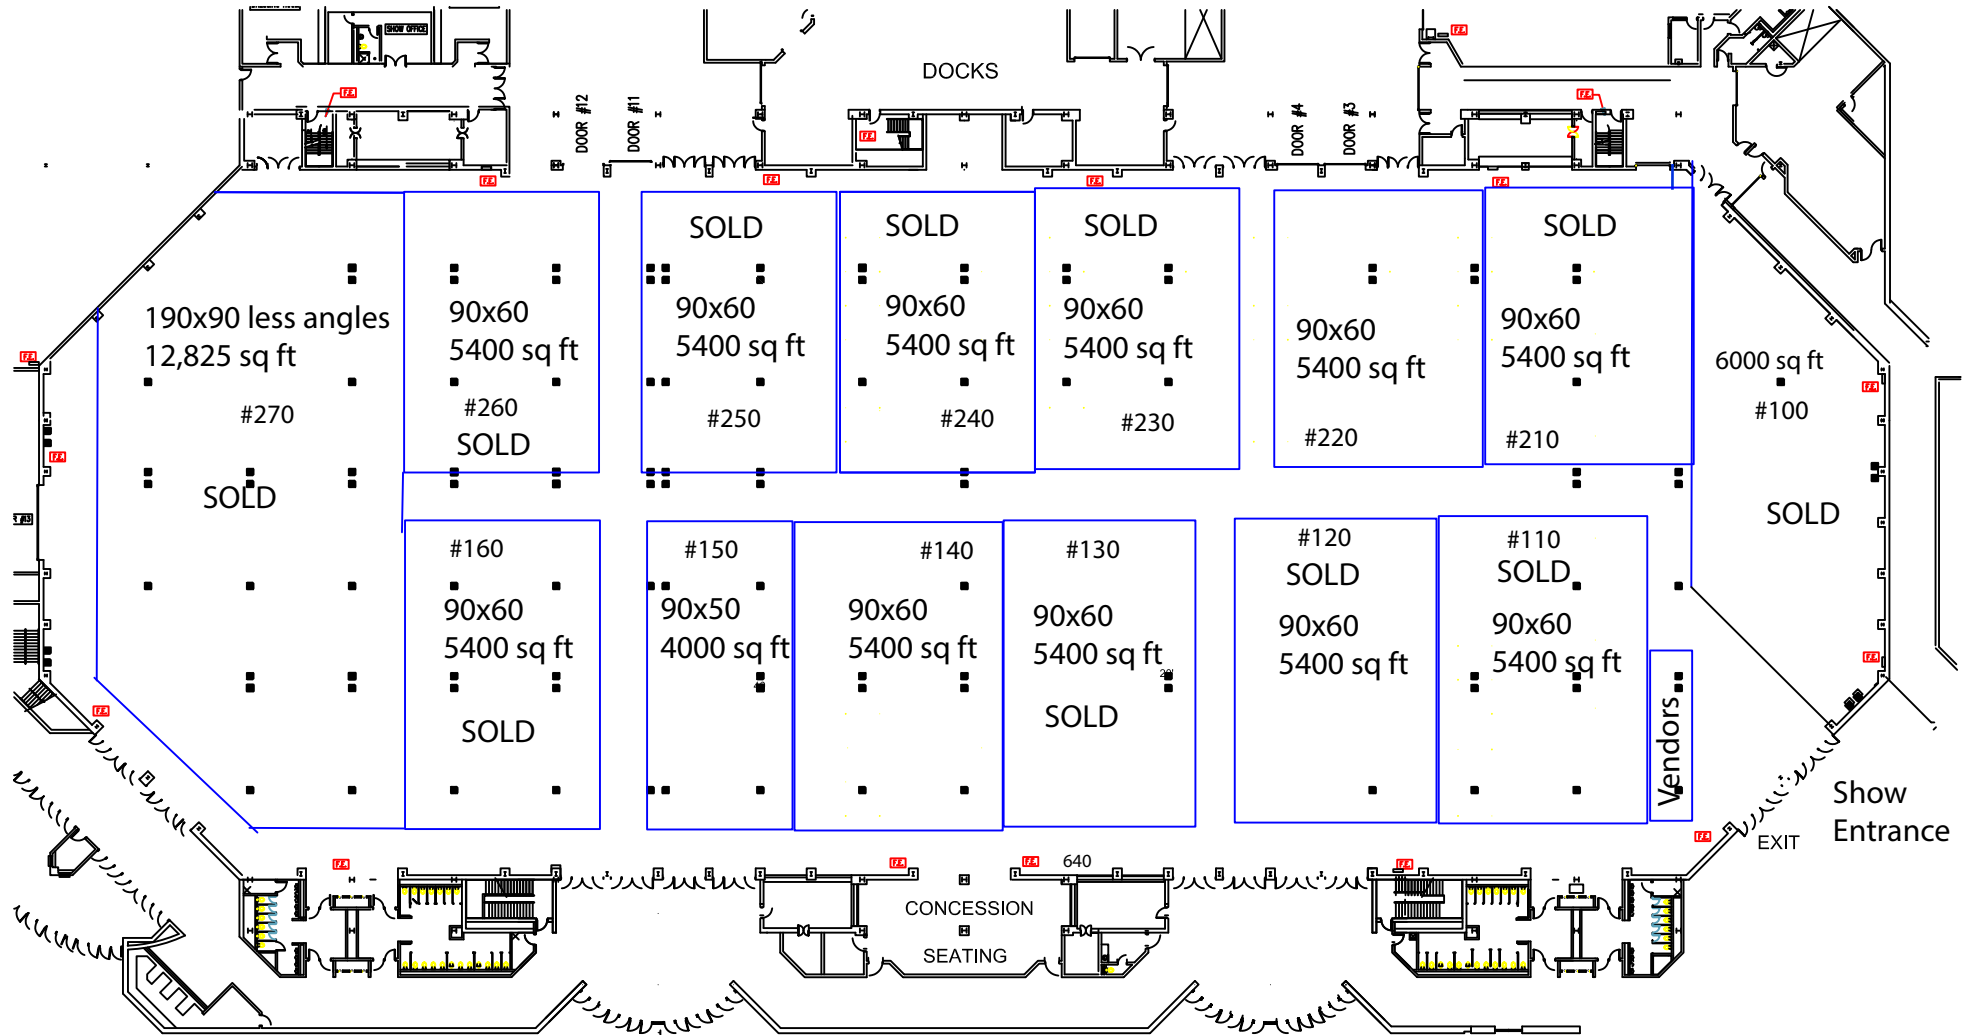 SHOW OFFICE
F.E.
DOCKS
F.E.
F.E.
DOOR #12
DOOR #11
F.E.
DOOR #4
DOOR #3
F.E.
F.E.
F.E.
F.E.
F.E.
SOLD
SOLD
SOLD
SOLD
190x90 less angles
12,825 sq ft
#270
SOLD
90x60
5400 sq ft
#260
SOLD
90x60
5400 sq ft
#250
90x60
5400 sq ft
#240
90x60
5400 sq ft
#230
90x60
5400 sq ft
#220
90x60
5400 sq ft
#210
6000 sq ft
#100
SOLD
F.E.
F.E.
F.E.
#160
90x60
5400 sq ft
SOLD
#150
90x50
4000 sq ft
#140
90x60
5400 sq ft
#130
90x60
5400 sq ft
SOLD
#120
SOLD
90x60
5400 sq ft
#110
SOLD
90x60
5400 sq ft
Vendors
F.E.
F.E.
Show
Entrance
EXIT
F.E.
F.E.
F.E.
F.E.
640
F.E.
CONCESSION
SEATING